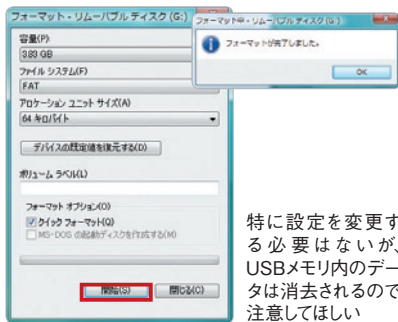 フォーマット - リムーバブル ディスク (G:)
容量(P)
3.83 GB
ファイル システム(F)
FAT
アロケーション ユニット サイズ(A)
64 キロバイト
デバイスの既定値を復元する(D)
ボリューム ラベル(L)
フォーマット オプション(O)
クイック フォーマット(Q)
MS-DOS の起動ディスクを作成する(M)
開始(S)
閉じる(C)
フォーマット中 - リムーバブル ディスク (G:)
フォーマットが完了しました。
OK
特に設定を変更す
る必要はないが、
USBメモリ内のデー
タは消去されるので
注意してほしい